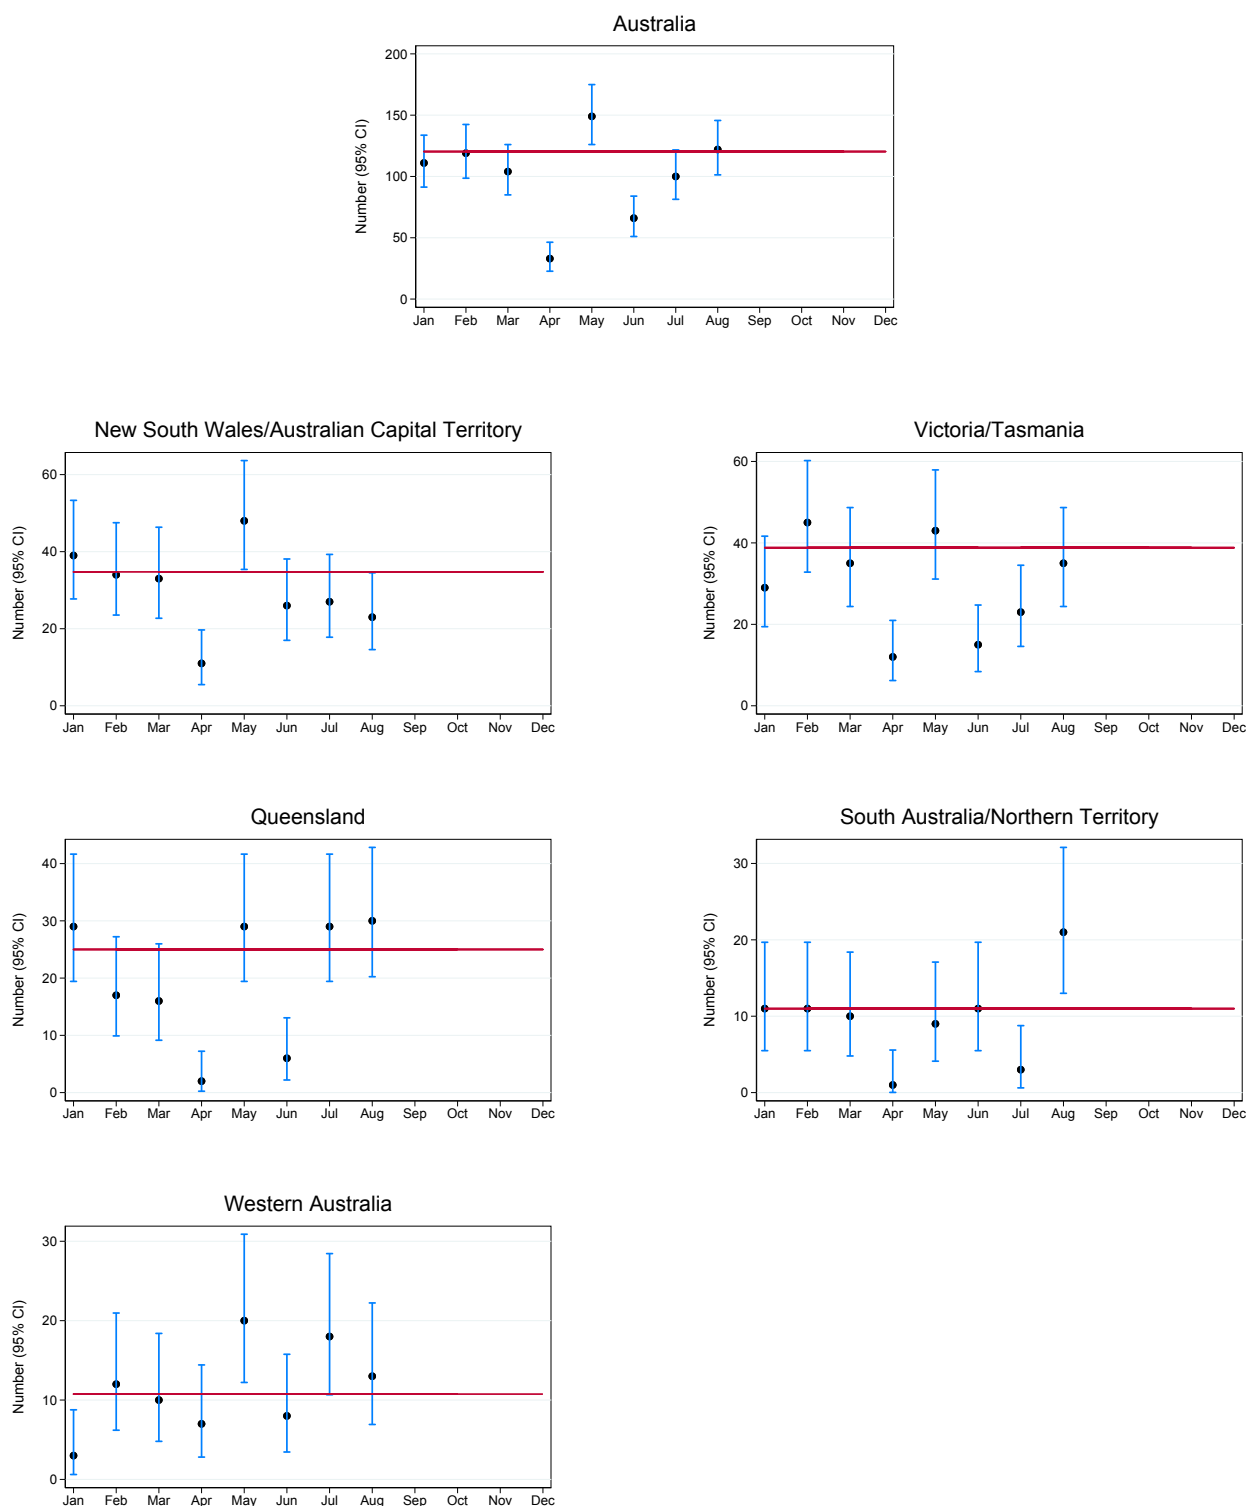 Australia
Number (95% CI)
200
150
100
50
0
Jan Feb Mar Apr May Jun Jul Aug Sep Oct Nov Dec
New South Wales/Australian Capital Territory
Number (95% CI)
60
40
20
0
Jan Feb Mar Apr May Jun Jul Aug Sep Oct Nov Dec
Victoria/Tasmania
Number (95% CI)
60
40
20
0
Jan Feb Mar Apr May Jun Jul Aug Sep Oct Nov Dec
Queensland
Number (95% CI)
40
30
20
10
0
Jan Feb Mar Apr May Jun Jul Aug Sep Oct Nov Dec
South Australia/Northern Territory
Number (95% CI)
30
20
10
0
Jan Feb Mar Apr May Jun Jul Aug Sep Oct Nov Dec
Western Australia
Number (95% CI)
30
20
10
0
Jan Feb Mar Apr May Jun Jul Aug Sep Oct Nov Dec